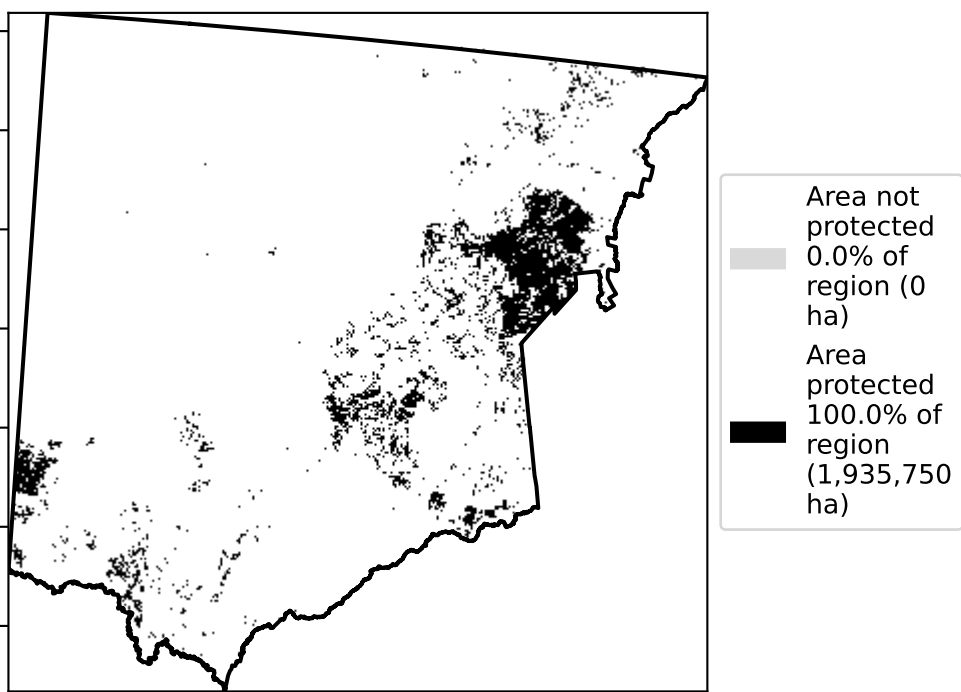 Area not
protected
0.0% of
region (0
ha)
Area
protected
100.0% of
region
(1,935,750
ha)